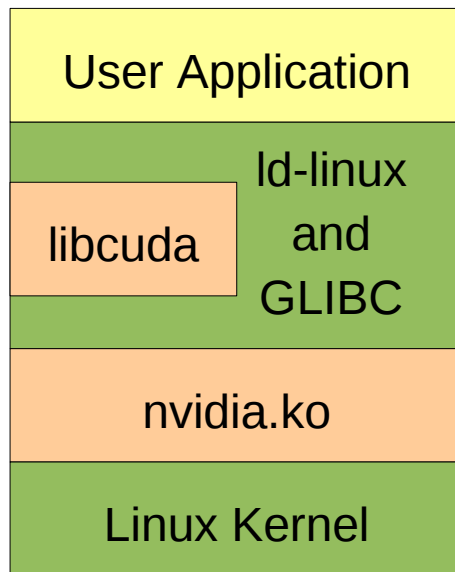 User Application
ld-linux
and
GLIBC
libcuda
nvidia.ko
Linux Kernel